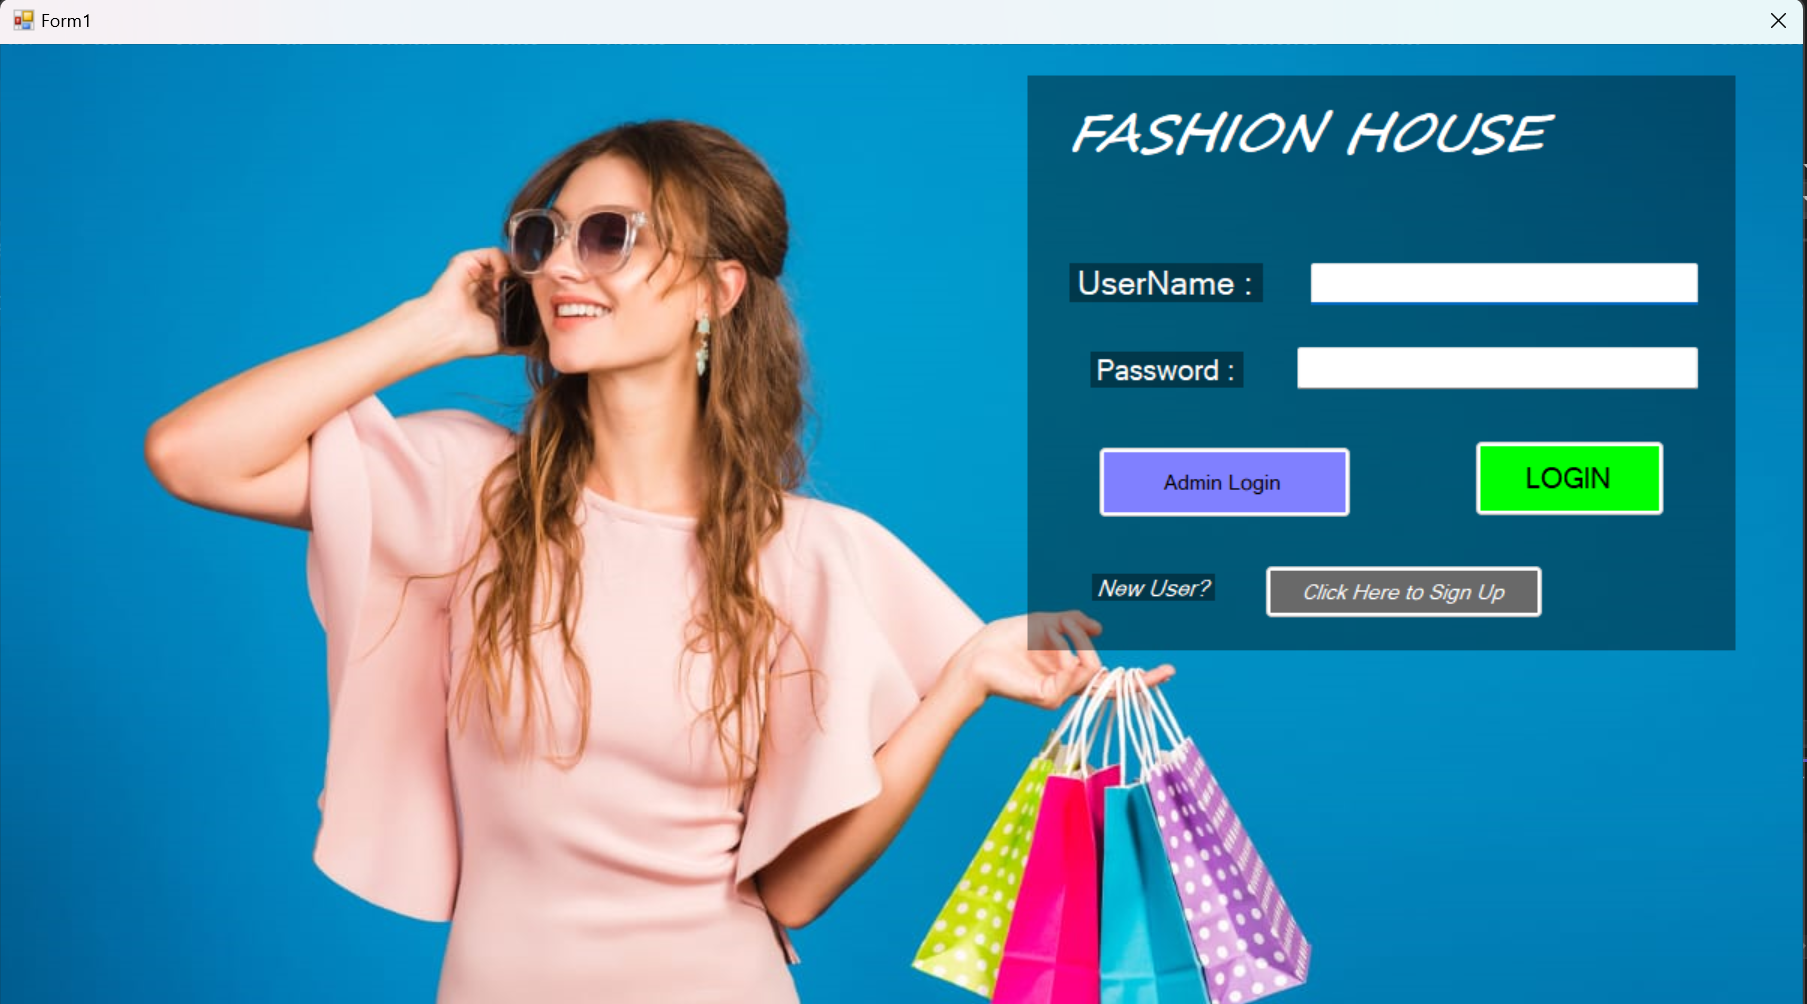 Form1
FASHION HOUSE
UserName :
Password :
Admin Login
LOGIN
New User?
Click Here to Sign Up